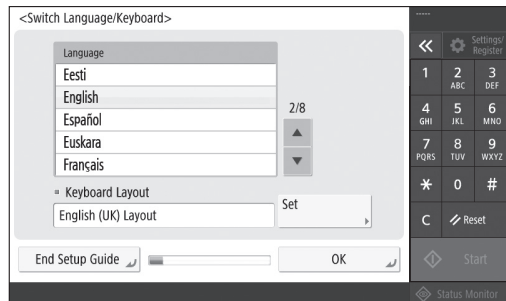 <Switch Language/Keyboard>
Language
Eesti
English
Español
Euskara
Français
2/8
Keyboard Layout
English (UK) Layout
Set
End Setup Guide
OK
-----
Settings/
Register
1 2 3
ABC DEF
4 5 6
GHI JKL MNO
7 8 9
PQRS TUV WXYZ
* 0 #
C Reset
Start
Status Monitor